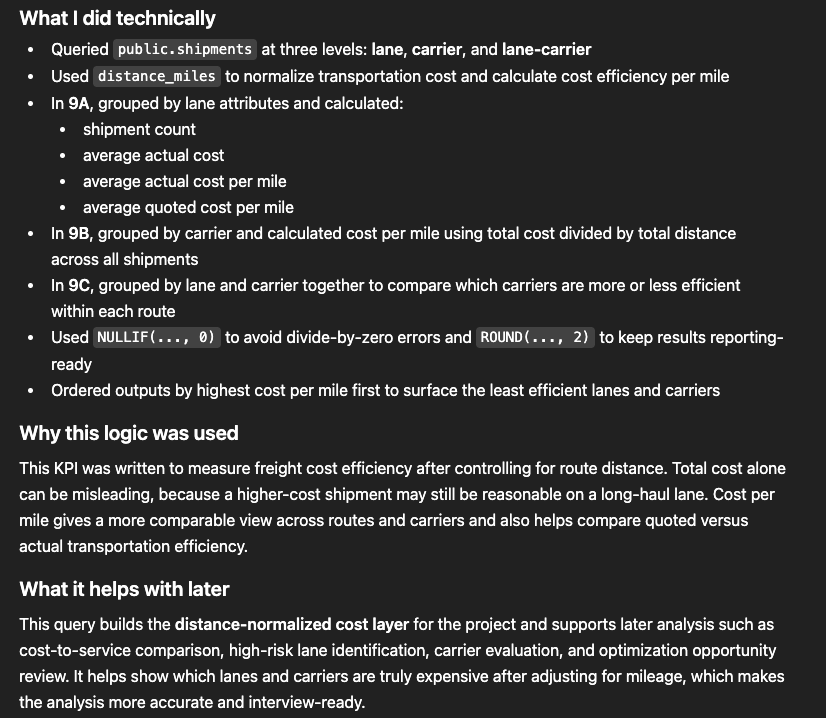 What I did technically
• Queried public.shipments at three levels: lane, carrier, and lane-carrier
• Used distance_miles to normalize transportation cost and calculate cost efficiency per mile
• In 9A, grouped by lane attributes and calculated:
• shipment count
• average actual cost
• average actual cost per mile
• average quoted cost per mile
• In 9B, grouped by carrier and calculated cost per mile using total cost divided by total distance
across all shipments
• In 9C, grouped by lane and carrier together to compare which carriers are more or less efficient
within each route
• Used NULLIF(..., 0) to avoid divide-by-zero errors and ROUND(..., 2) to keep results reporting-
ready
• Ordered outputs by highest cost per mile first to surface the least efficient lanes and carriers
Why this logic was used
This KPI was written to measure freight cost efficiency after controlling for route distance. Total cost alone
can be misleading, because a higher-cost shipment may still be reasonable on a long-haul lane. Cost per
mile gives a more comparable view across routes and carriers and also helps compare quoted versus
actual transportation efficiency.
What it helps with later
This query builds the distance-normalized cost layer for the project and supports later analysis such as
cost-to-service comparison, high-risk lane identification, carrier evaluation, and optimization opportunity
review. It helps show which lanes and carriers are truly expensive after adjusting for mileage, which makes
the analysis more accurate and interview-ready.